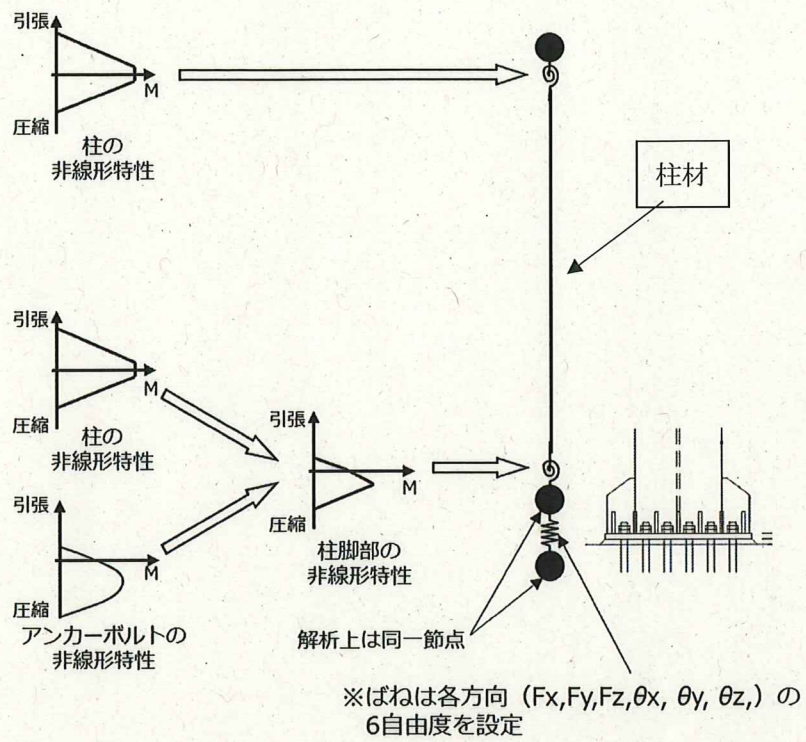 引張
M
圧縮
柱の
非線形特性
柱材
引張
M
圧縮
柱の
非線形特性
引張
M
圧縮
柱脚部の
非線形特性
引張
M
圧縮
アンカーボルトの
非線形特性
解析上は同一節点
※ばねは各方向（Fx,Fy,Fz,θx, θy, θz,）の
6自由度を設定